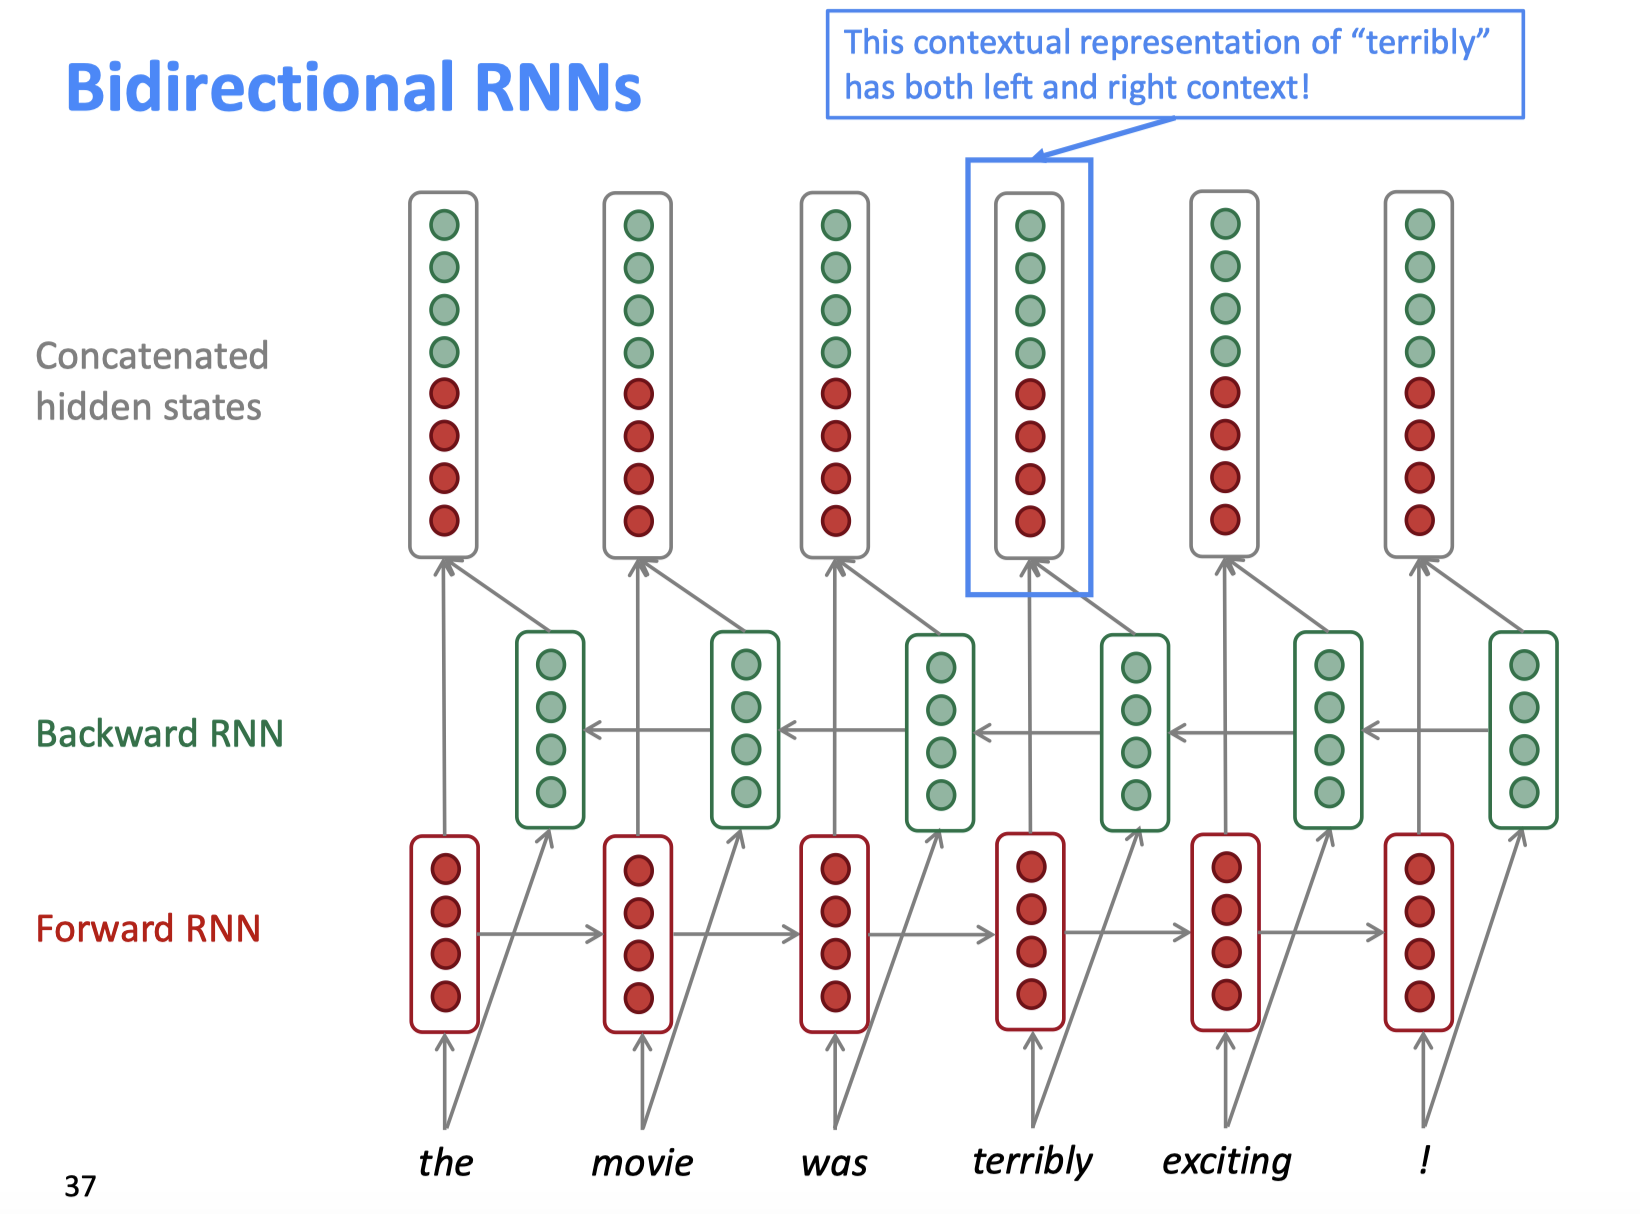 Bidirectional RNNs
This contextual representation of “terribly”
has both left and right context!
Concatenated
hidden states
Backward RNN
Forward RNN
the movie was terribly exciting !
37